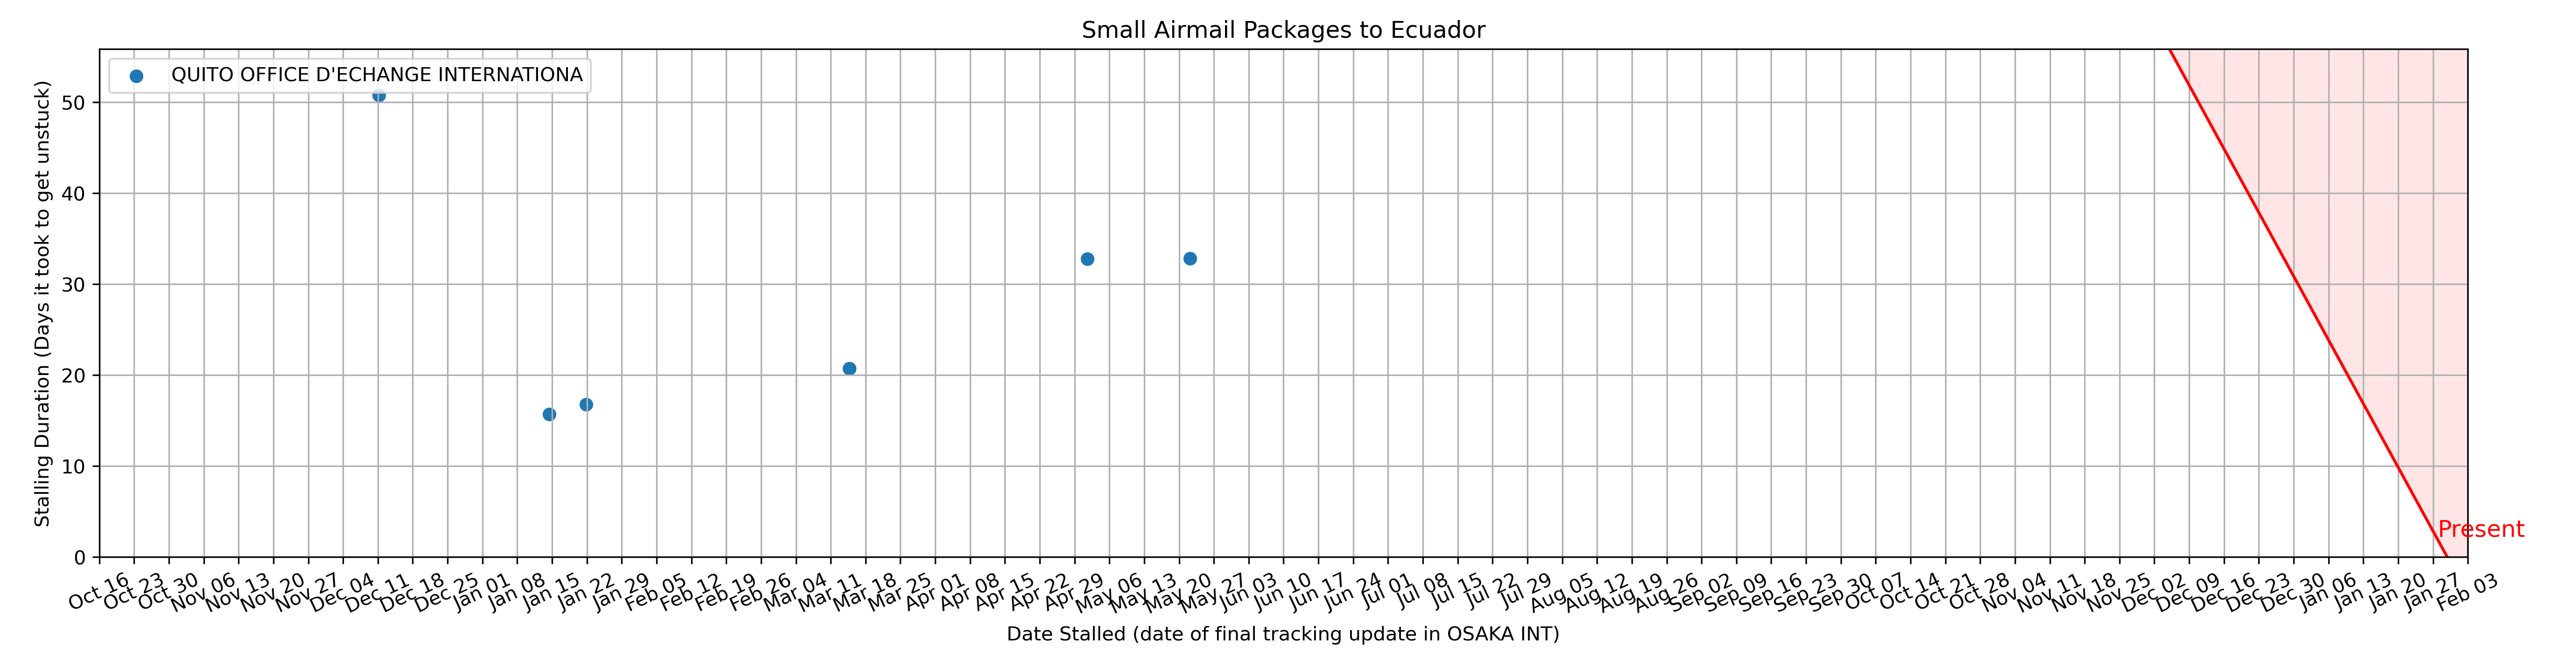 Small Airmail Packages to Ecuador
QUITO OFFICE D'ECHANGE INTERNATIONA
Stalling Duration (Days it took to get unstuck)
50
40
30
20
10
0
Present
Oct 16 Oct 23 Oct 30 Nov 06 Nov 13 Nov 20 Nov 27 Dec 04 Dec 11 Dec 18 Dec 25 Jan 01 Jan 08 Jan 15 Jan 22 Jan 29 Feb 05 Feb 12 Feb 19 Feb 26 Mar 04 Mar 11 Mar 18 Mar 25 Apr 01 Apr 08 Apr 15 Apr 22 Apr 29 May 06 May 13 May 20 May 27 Jun 03 Jun 10 Jun 17 Jun 24 Jul 01 Jul 08 Jul 15 Jul 22 Jul 29 Aug 05 Aug 12 Aug 19 Aug 26 Sep 02 Sep 09 Sep 16 Sep 23 Sep 30 Oct 07 Oct 14 Oct 21 Oct 28 Nov 04 Nov 11 Nov 18 Nov 25 Dec 02 Dec 09 Dec 16 Dec 23 Dec 30 Jan 06 Jan 13 Jan 20 Jan 27 Feb 03
Date Stalled (date of final tracking update in OSAKA INT)